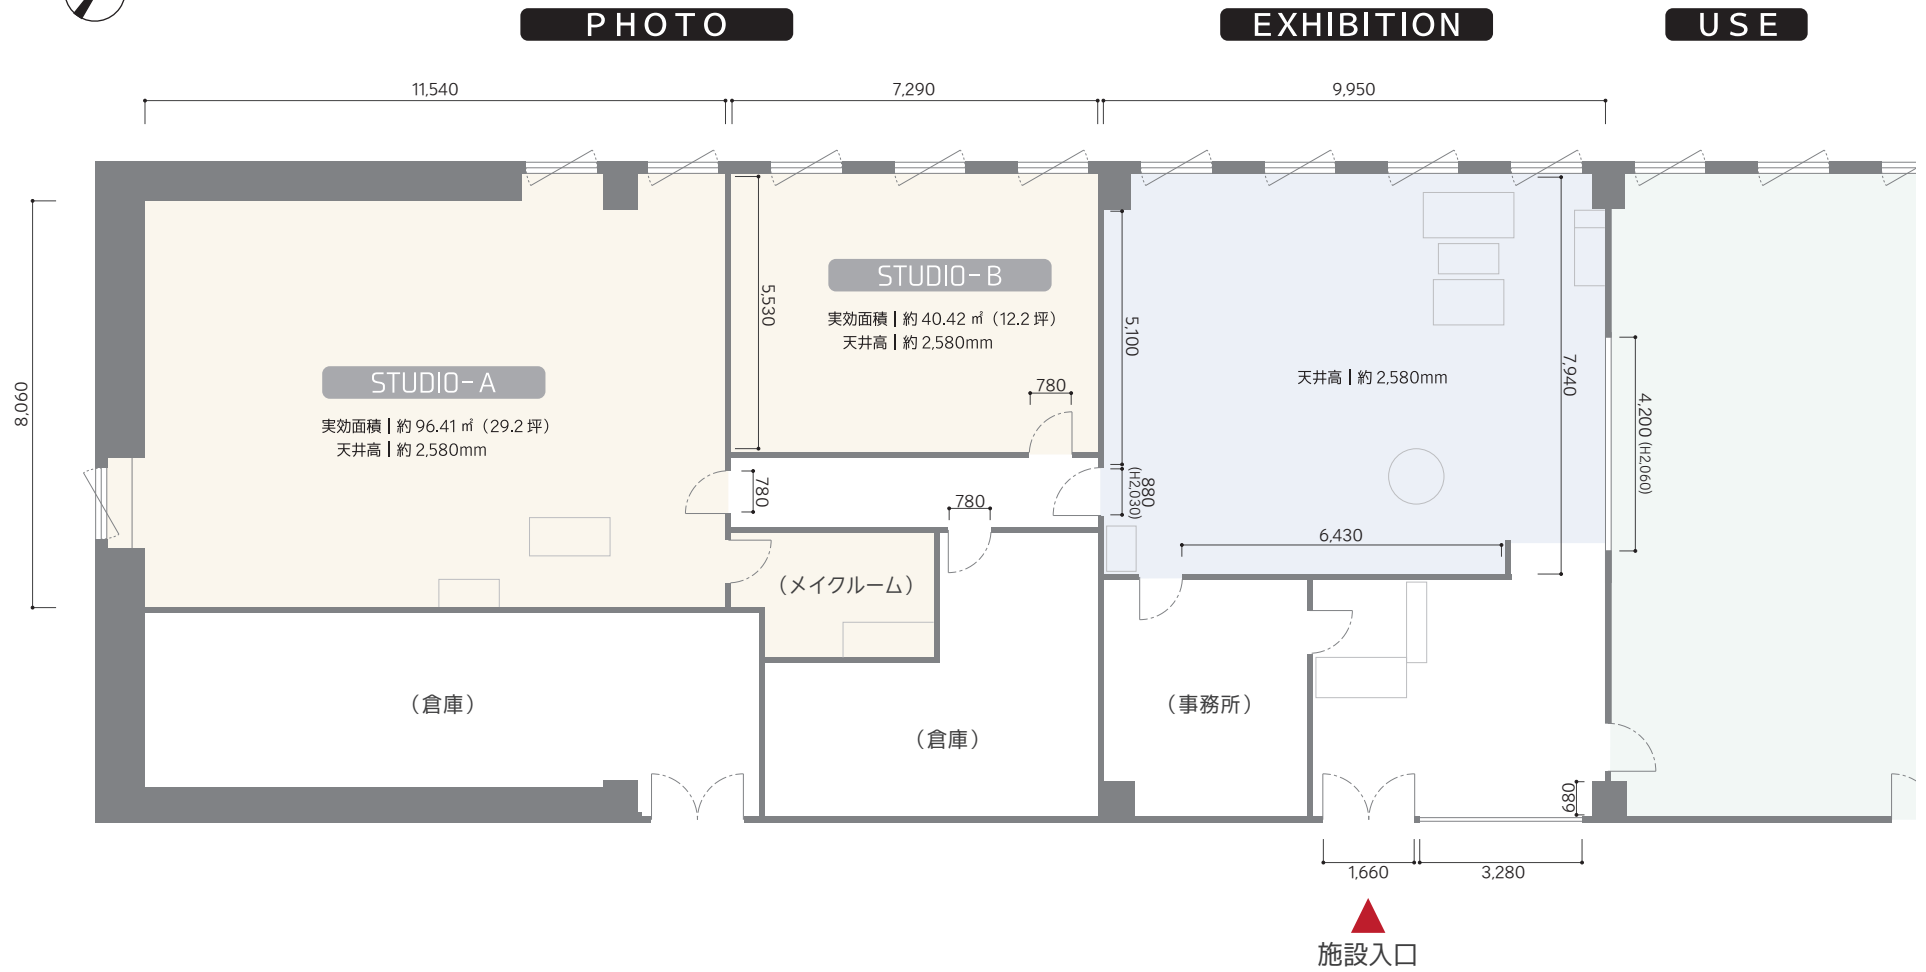 PHOTO
EXHIBITION
USE
11,540
7,290
9,950
8,060
STUDIO-A
実効面積｜約 96.41 ㎡（29.2 坪）
天井高｜約 2,580mm
780
5,530
STUDIO-B
実効面積｜約 40.42 ㎡（12.2 坪）
天井高｜約 2,580mm
780
780
5,100
880
(H2,030)
天井高｜約 2,580mm
7,940
4,200 (H2,060)
6,430
（メイクルーム）
（倉庫）
（倉庫）
（事務所）
680
1,660
3,280
施設入口